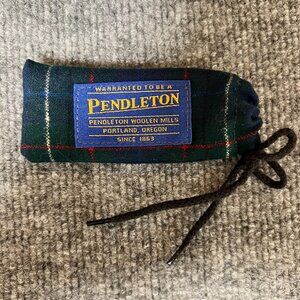 WARRANTED TO BE A
PENDLETON
PENDLETON WOOLEN MILLS
PORTLAND, OREGON
SINCE 1863